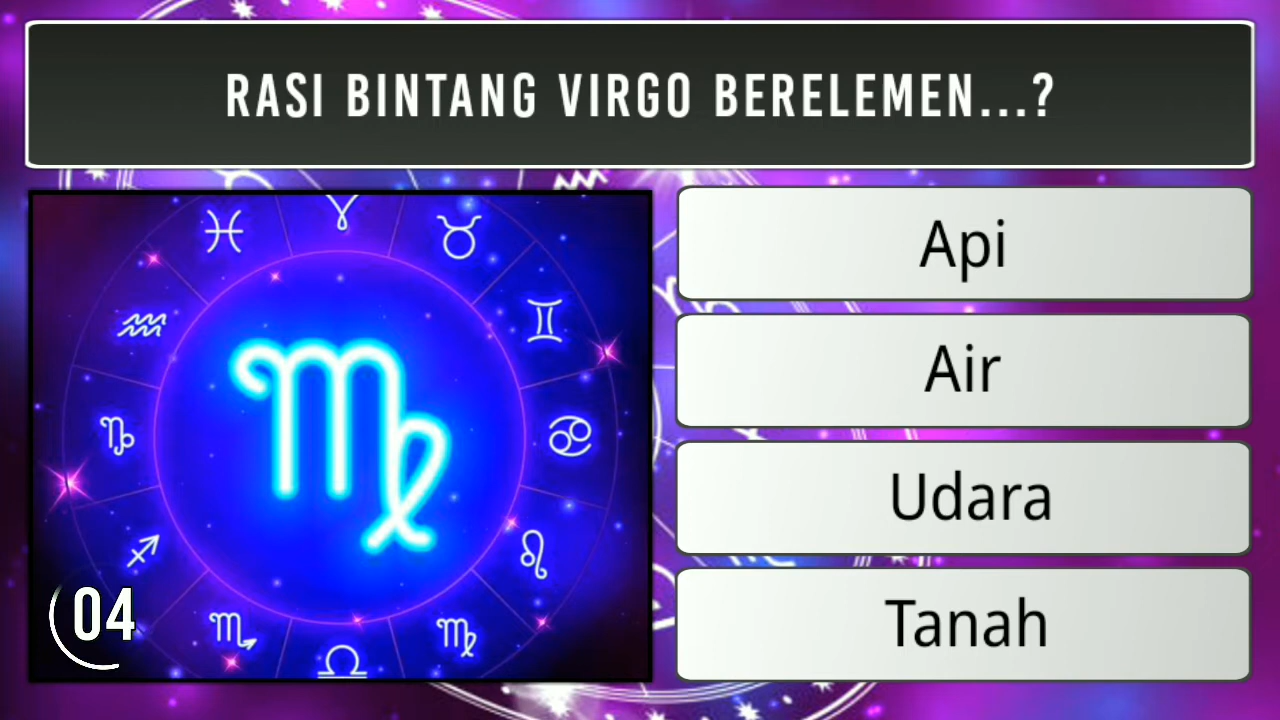 RASI BINTANG VIRGO BERELEMEN...?
Api
Air
Udara
Tanah
04